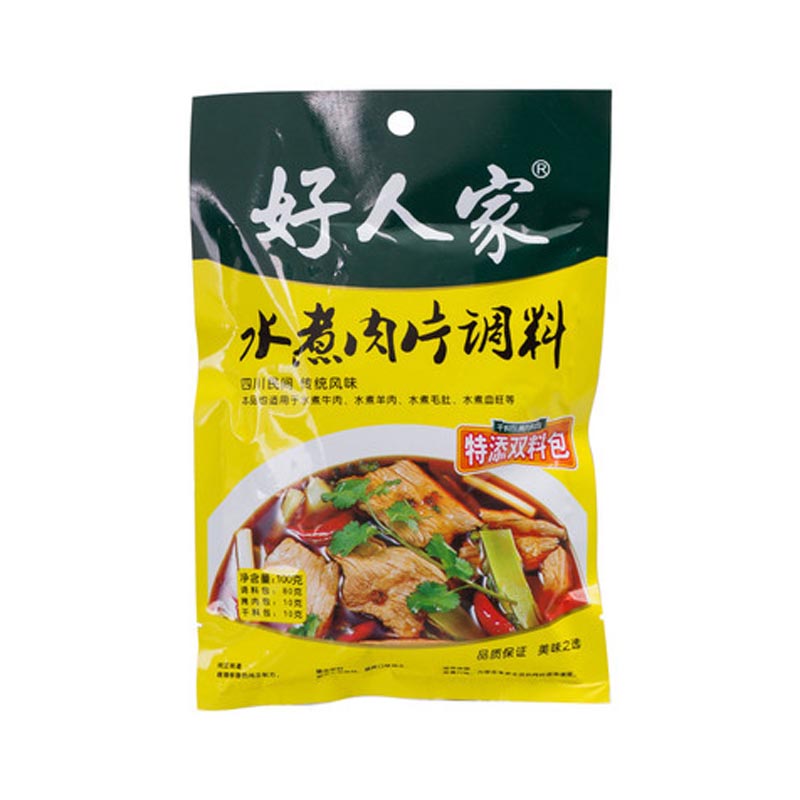 好人家®
水煮肉片调料
四川民间 传统风味
本品也适用于水煮牛肉、水煮羊肉、水煮毛肚、水煮血旺等
特添双料包
净含量:100克
调料包:80克
腌肉包:10克
干料包:10克
品质保证 美味之选